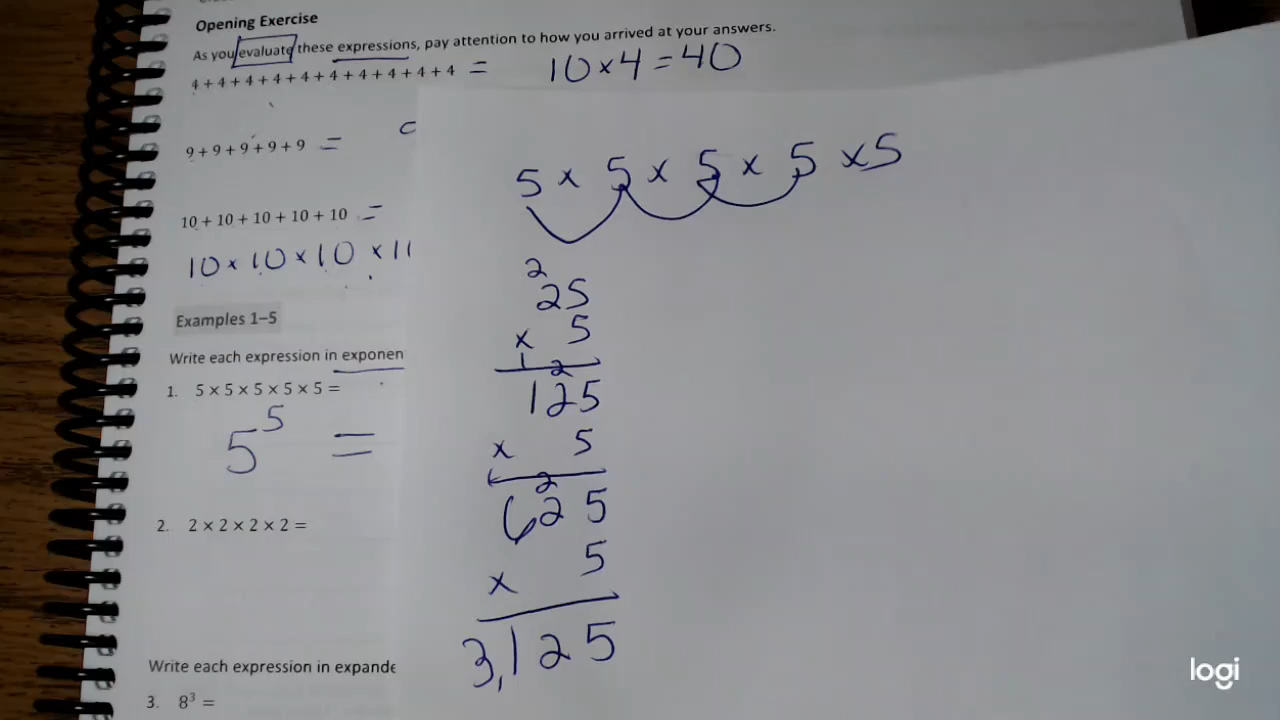 Opening Exercise
As you evaluate these expressions, pay attention to how you arrived at your answers.
4 + 4 + 4 + 4 + 4 + 4 + 4 + 4 + 4 + 4 = 10 × 4 = 40
9 + 9 + 9 + 9 + 9 =
10 + 10 + 10 + 10 + 10 =
10 × 10 × 10 × 1
Examples 1–5
Write each expression in exponen
1. 5 × 5 × 5 × 5 × 5 =
5^5 =
2. 2 × 2 × 2 × 2 =
Write each expression in expande
3. 8³ =
5 × 5 × 5 × 5 × 5
2
25
× 5
1 2
125
× 5
2
625
× 5
3,125
logi